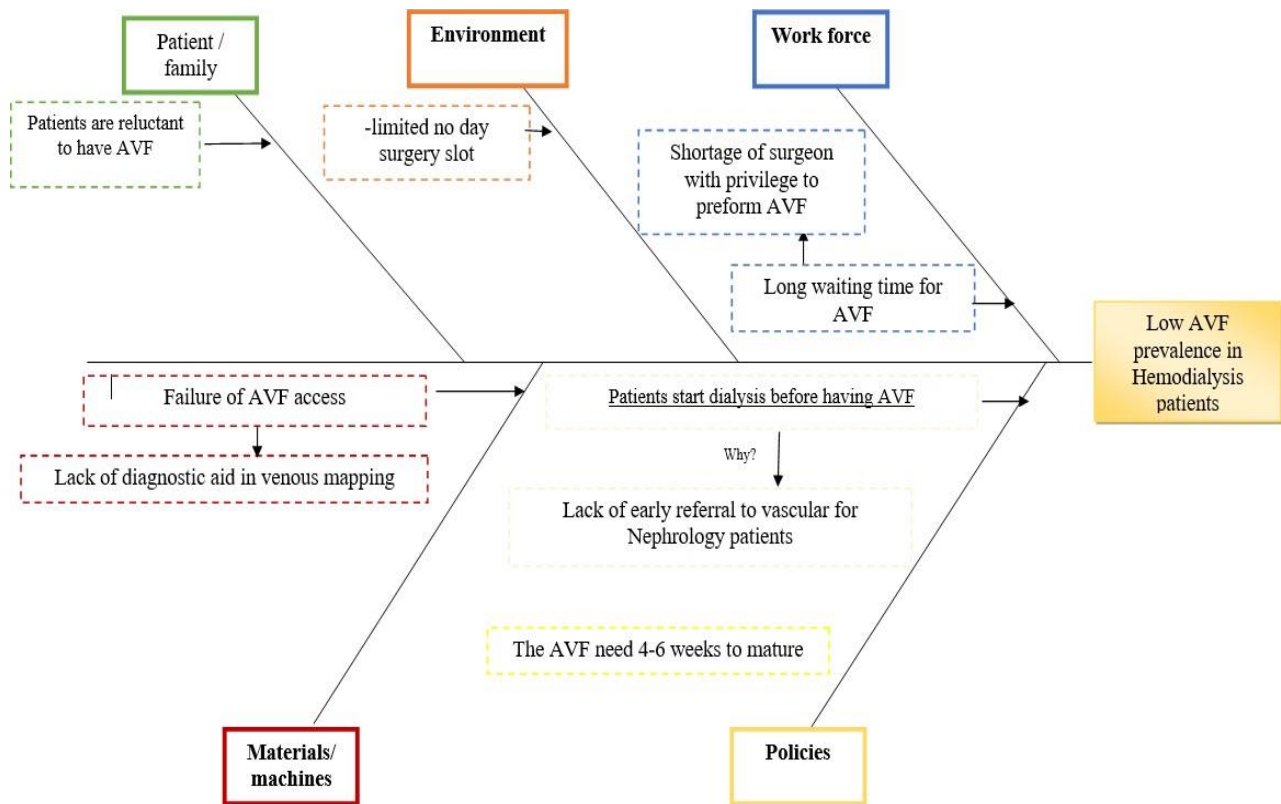 Patient /
family
Environment
Work force
Patients are reluctant
to have AVF
-limited no day
surgery slot
Shortage of surgeon
with privilege to
preform AVF
Long waiting time for
AVF
Low AVF
prevalence in
Hemodialysis
patients
Failure of AVF access
Patients start dialysis before having AVF
Why?
Lack of diagnostic aid in venous mapping
Lack of early referral to vascular for
Nephrology patients
The AVF need 4-6 weeks to mature
Materials/
machines
Policies